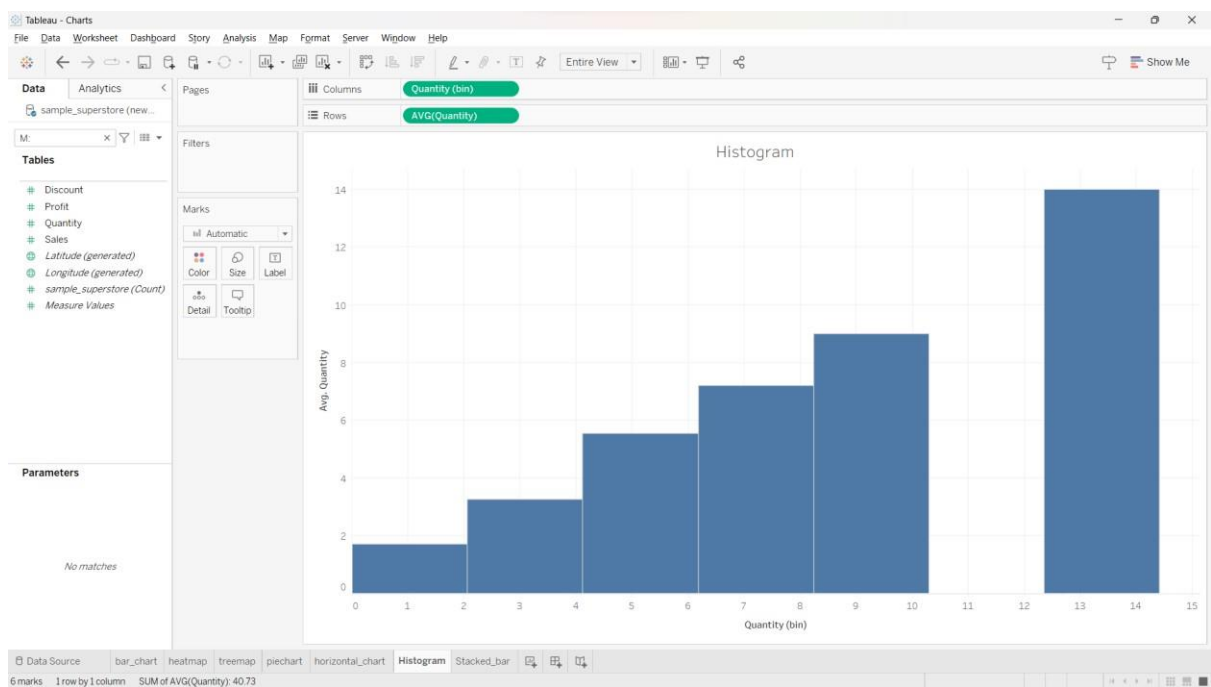 Tableau - Charts
File Data Worksheet Dashboard Story Analysis Map Format Server Window Help
Entire View
Show Me
Data Analytics
Pages
Columns Quantity (bin)
sample_superstore (new...
Rows AVG(Quantity)
M:
Filters
Tables
Histogram
Discount
Profit
Quantity
Sales
Latitude (generated)
Longitude (generated)
sample_superstore (Count)
Measure Values
Marks
Automatic
Color Size Label
Detail Tooltip
Parameters
No matches
Avg. Quantity
14
12
10
8
6
4
2
0
0 1 2 3 4 5 6 7 8 9 10 11 12 13 14 15
Quantity (bin)
Data Source bar_chart heatmap treemap piechart horizontal_chart Histogram Stacked_bar
6 marks 1 row by 1 column SUM of AVG(Quantity): 40.73